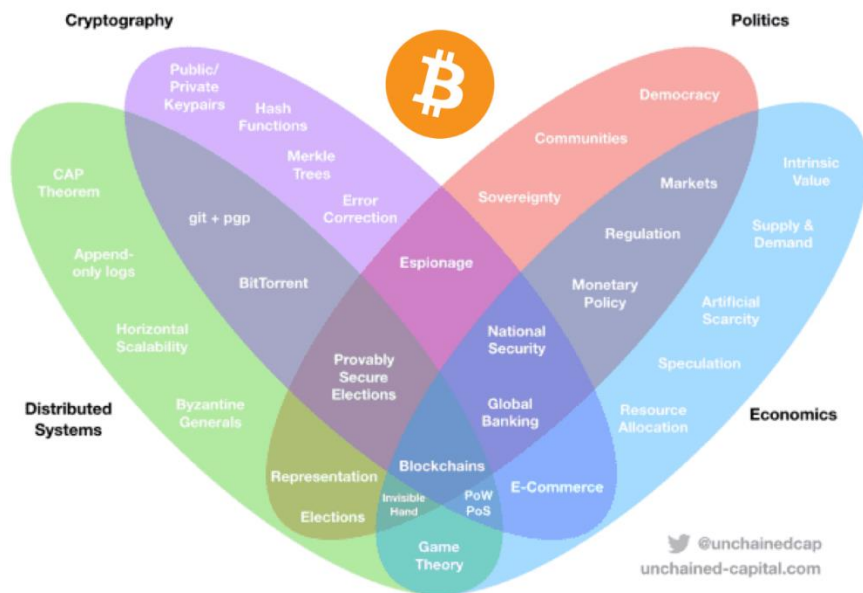 Cryptography
Politics
Public/
Private
Keypairs
Hash
Functions
Merkle
Trees
Error
Correction
Democracy
Communities
Sovereignty
CAP
Theorem
git + pgp
Append-
only logs
BitTorrent
Horizontal
Scalability
Byzantine
Generals
Distributed
Systems
Espionage
Markets
Regulation
Monetary
Policy
Intrinsic
Value
Supply &
Demand
Artificial
Scarcity
Speculation
Resource
Allocation
Economics
National
Security
Provably
Secure
Elections
Global
Banking
Blockchains
Representation
Elections
Invisible
Hand
PoW
PoS
E-Commerce
Game
Theory
@unchainedcap
unchained-capital.com